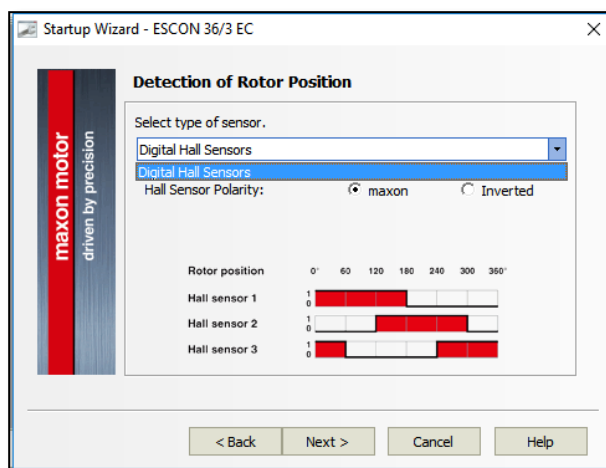 Startup Wizard - ESCON 36/3 EC
maxon motor
driven by precision
Detection of Rotor Position
Select type of sensor.
Digital Hall Sensors
Digital Hall Sensors
Hall Sensor Polarity: maxon Inverted
Rotor position 0° 60 120 180 240 300 360°
Hall sensor 1 1 0
Hall sensor 2 1 0
Hall sensor 3 1 0
< Back Next > Cancel Help